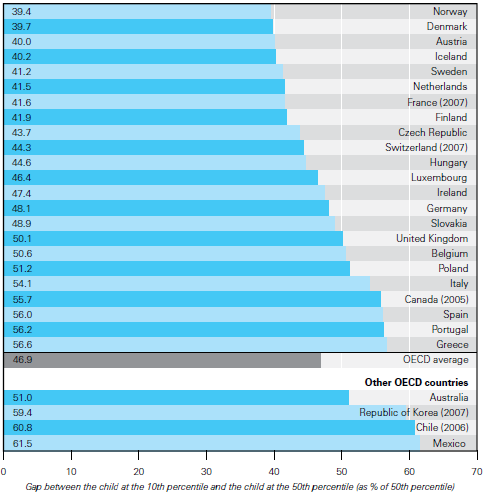 39.4 Norway
39.7 Denmark
40.0 Austria
40.2 Iceland
41.2 Sweden
41.5 Netherlands
41.6 France (2007)
41.9 Finland
43.7 Czech Republic
44.3 Switzerland (2007)
44.6 Hungary
46.4 Luxembourg
47.4 Ireland
48.1 Germany
48.9 Slovakia
50.1 United Kingdom
50.6 Belgium
51.2 Poland
54.1 Italy
55.7 Canada (2005)
56.0 Spain
56.2 Portugal
56.6 Greece
46.9 OECD average
Other OECD countries
51.0 Australia
59.4 Republic of Korea (2007)
60.8 Chile (2006)
61.5 Mexico
0 10 20 30 40 50 60 70
Gap between the child at the 10th percentile and the child at the 50th percentile (as % of 50th percentile)